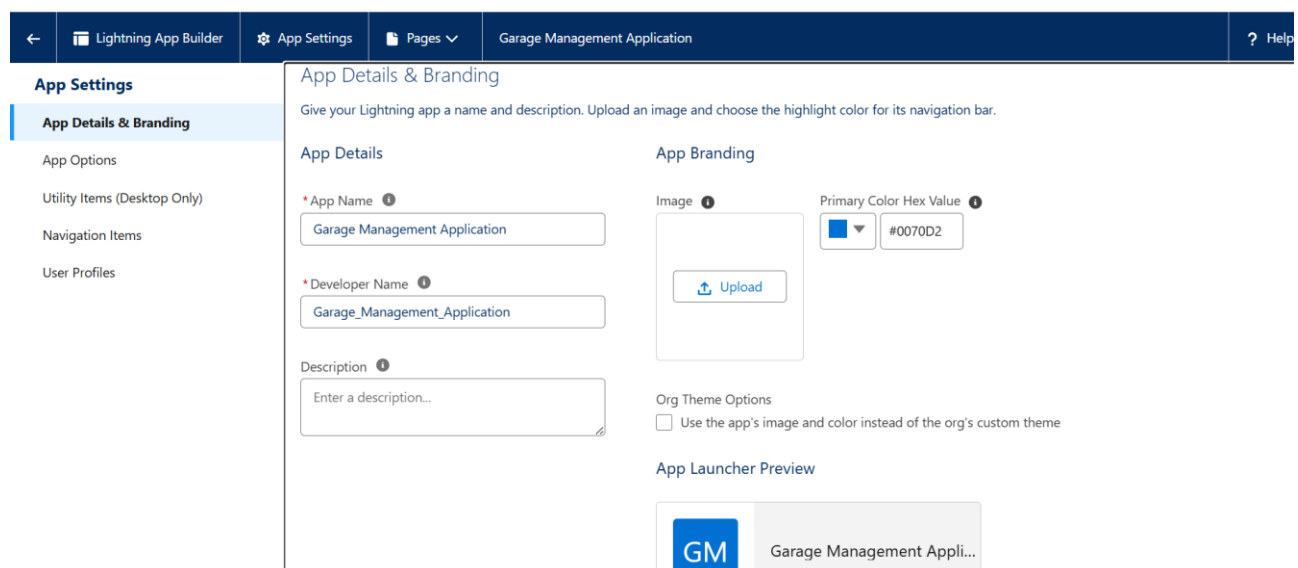 Lightning App Builder
App Settings
Pages
Garage Management Application
? Help
App Settings
App Details & Branding
App Options
Utility Items (Desktop Only)
Navigation Items
User Profiles
App Details & Branding
Give your Lightning app a name and description. Upload an image and choose the highlight color for its navigation bar.
App Details
* App Name
Garage Management Application
* Developer Name
Garage_Management_Application
Description
Enter a description...
App Branding
Image
Upload
Primary Color Hex Value
#0070D2
Org Theme Options
Use the app's image and color instead of the org's custom theme
App Launcher Preview
GM
Garage Management Appli...